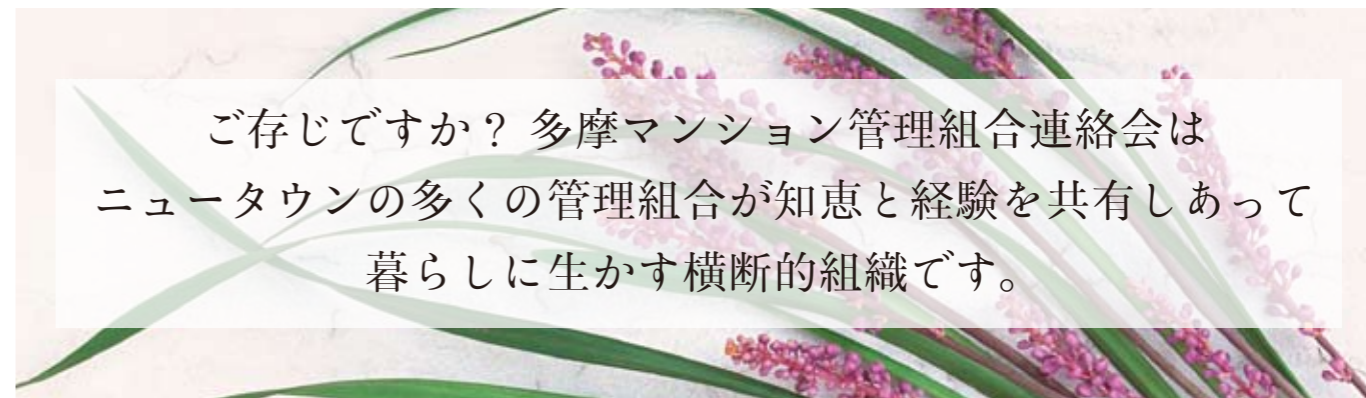 ご存じですか？ 多摩マンション管理組合連絡会は
ニュータウンの多くの管理組合が知恵と経験を共有しあって
暮らしに生かす横断的組織です。